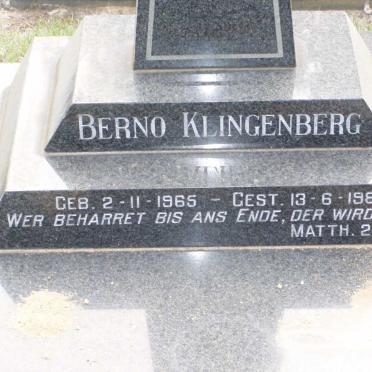 BERNO KLINGENBERG
GEB. 2-11-1965 - GEST. 13-6-198
WER BEHARRET BIS ANS ENDE, DER WIRD
MATTH. 2